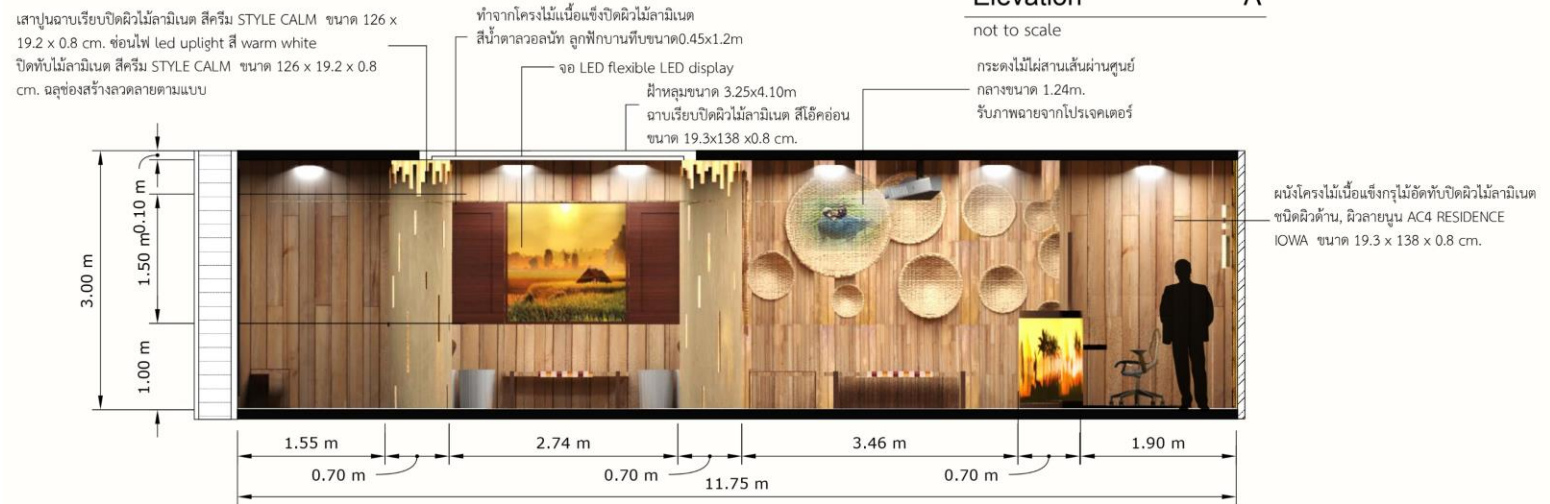 เสาปูนฉาบเรียบปิดผิวไม้ลามิเนต สีครีม STYLE CALM ขนาด 126 x
19.2 x 0.8 cm. ซ่อนไฟ led uplight สี warm white
ปิดทับไม้ลามิเนต สีครีม STYLE CALM ขนาด 126 x 19.2 x 0.8
cm. ฉลุช่องสร้างลวดลายตามแบบ
ทำจากโครงไม้เนื้อแข็งปิดผิวไม้ลามิเนต
สีน้ำตาลวอลนัท ลูกฟักบานทึบขนาด0.45x1.2m
จอ LED flexible LED display
ฝ้าหลุมขนาด 3.25x4.10m
ฉาบเรียบปิดผิวไม้ลามิเนต สีโอ๊คอ่อน
ขนาด 19.3x138 x0.8 cm.
Elevation A
not to scale
กระดงไม้ไผ่สานเส้นผ่านศูนย์
กลางขนาด 1.24m.
รับภาพฉายจากโปรเจคเตอร์
ผนังโครงไม้เนื้อแข็งกรุไม้อัดทับปิดผิวไม้ลามิเนต
ชนิดผิวด้าน, ผิวลายนูน AC4 RESIDENCE
IOWA ขนาด 19.3 x 138 x 0.8 cm.
3.00 m
0.10 m
1.50 m
1.00 m
1.55 m
0.70 m
2.74 m
0.70 m
3.46 m
0.70 m
1.90 m
11.75 m